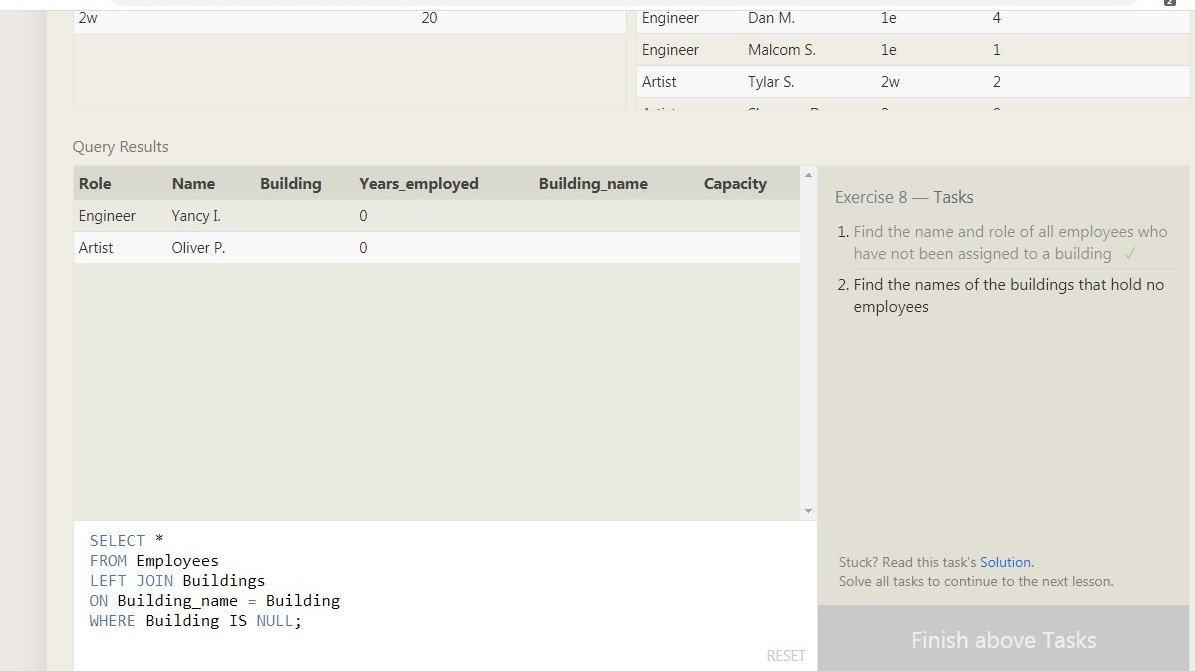 2
2w 20
Engineer Dan M. 1e 4
Engineer Malcom S. 1e 1
Artist Tylar S. 2w 2
Query Results
Role Name Building Years_employed Building_name Capacity
Engineer Yancy I. 0
Artist Oliver P. 0
Exercise 8 — Tasks
1. Find the name and role of all employees who
have not been assigned to a building ✓
2. Find the names of the buildings that hold no
employees
Stuck? Read this task's Solution.
Solve all tasks to continue to the next lesson.
SELECT *
FROM Employees
LEFT JOIN Buildings
ON Building_name = Building
WHERE Building IS NULL;
RESET
Finish above Tasks